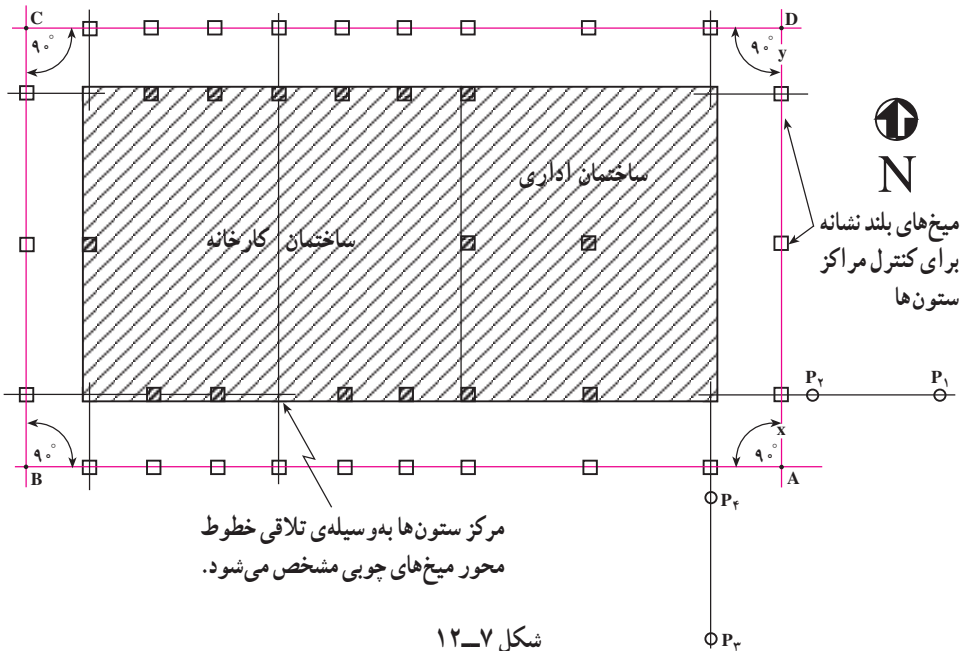 C
D
۹۰°
۹۰°
y
N
ساختمان اداری
ساختمان کارخانه
میخ‌های بلند نشانه
برای کنترل مراکز
ستون‌ها
P۲
P۱
x
۹۰°
۹۰°
B
A
P۴
مرکز ستون‌ها به‌وسیله‌ی تلاقی خطوط
محور میخ‌های چوبی مشخص می‌شود.
P۳
شکل ۷ــ۱۲